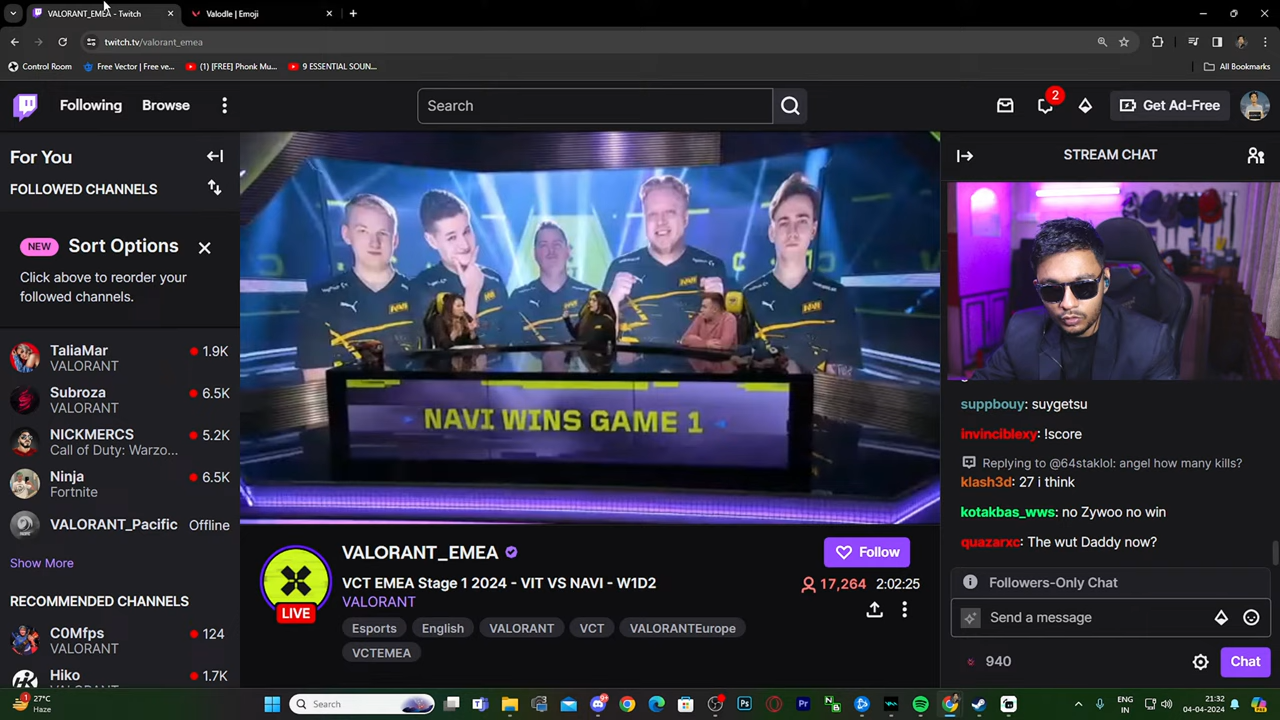 VALORANT_EMEA - Twitch
Valodle | Emoji
twitch.tv/valorant_emea
Control Room
Free Vector | Free ve...
(1) [FREE] Phonk Mu...
9 ESSENTIAL SOUN...
All Bookmarks
Following
Browse
Search
2
Get Ad-Free
For You
FOLLOWED CHANNELS
NEW
Sort Options
Click above to reorder your
followed channels.
TaliaMar
1.9K
VALORANT
Subroza
6.5K
VALORANT
NICKMERCS
5.2K
Call of Duty: Warzo...
Ninja
6.5K
Fortnite
VALORANT_Pacific
Offline
Show More
RECOMMENDED CHANNELS
C0Mfps
124
VALORANT
Hiko
1.7K
VALORANT
NAVI WINS GAME 1
LIVE
VALORANT_EMEA
Follow
VCT EMEA Stage 1 2024 - VIT VS NAVI - W1D2
17,264
2:02:25
VALORANT
Esports
English
VALORANT
VCT
VALORANTEurope
VCTEMEA
STREAM CHAT
suppbouy: suygetsu
invinciblexy: !score
Replying to @64staklol: angel how many kills?
klash3d: 27 i think
kotakbas_wws: no Zywoo no win
quazarxc: The wut Daddy now?
Followers-Only Chat
Send a message
940
Chat
1
27°C
Haze
Search
ENG
IN
21:32
04-04-2024